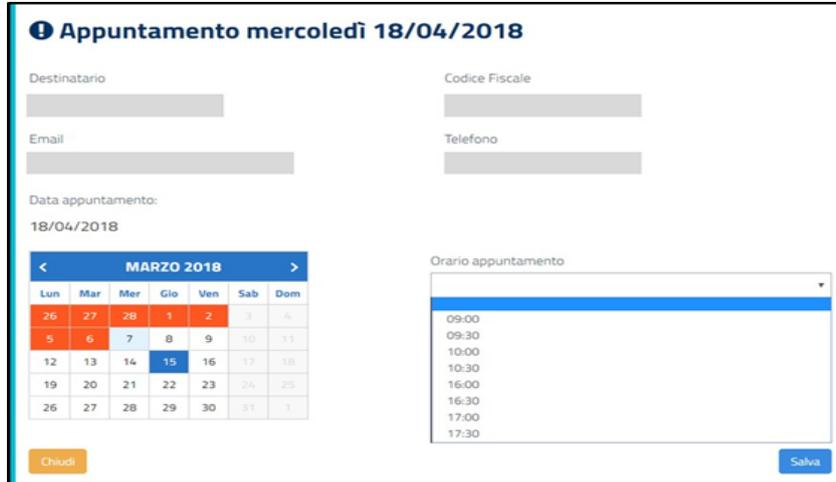 Appuntamento mercoledì 18/04/2018
Destinatario
Codice Fiscale
Email
Telefono
Data appuntamento:
18/04/2018
< MARZO 2018 >
Lun Mar Mer Gio Ven Sab Dom
26 27 28 1 2 3 4
5 6 7 8 9 10 11
12 13 14 15 16 17 18
19 20 21 22 23 24 25
26 27 28 29 30 31 1
Orario appuntamento
09:00
09:30
10:00
10:30
16:00
16:30
17:00
17:30
Chiudi
Salva